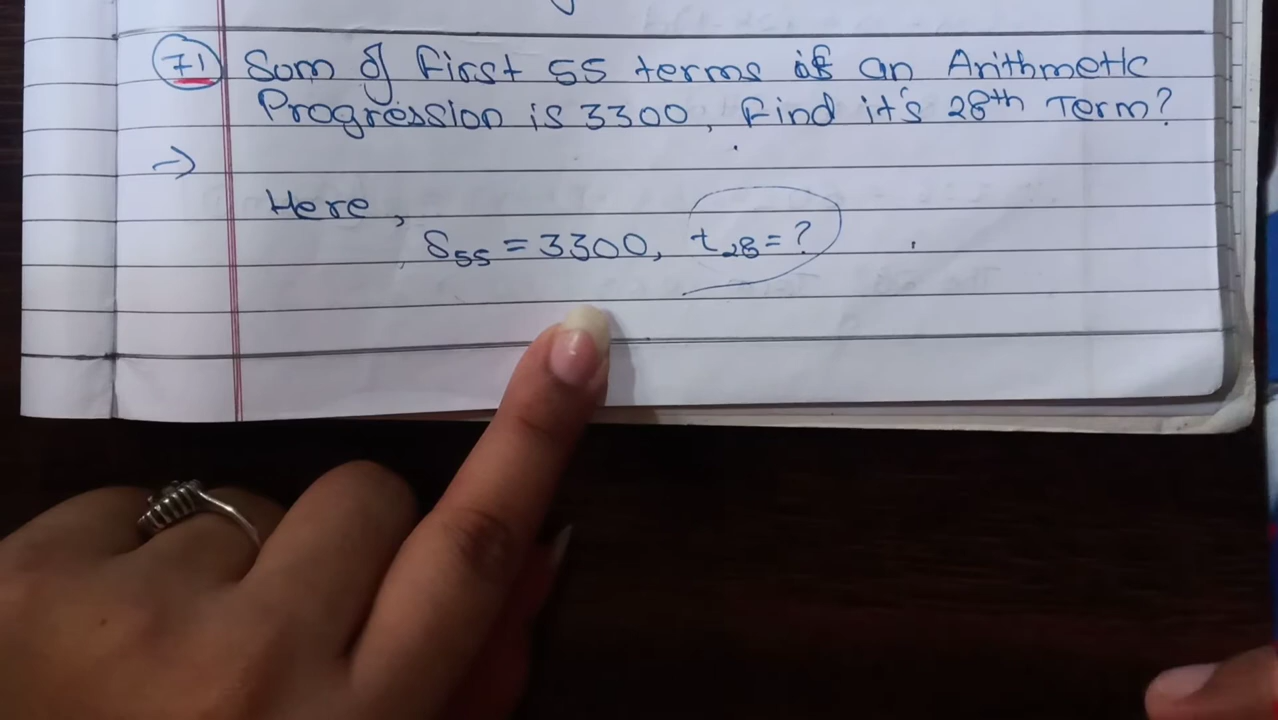 71 Sum of First 55 terms of an Arithmetic
Progression is 3300, Find it's 28th Term?
→
Here,
S55 = 3300, t28 = ?